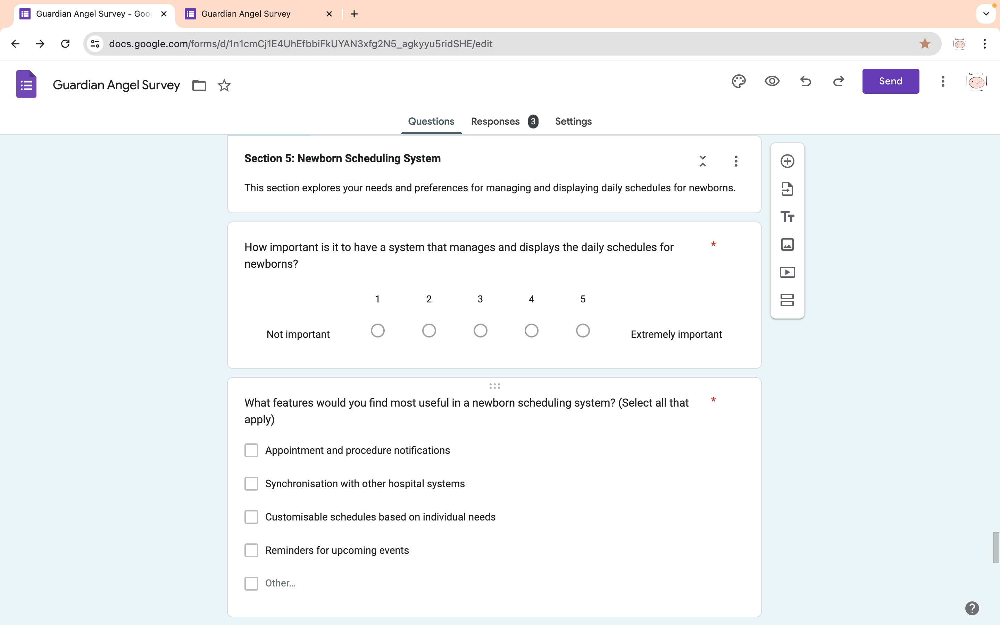 Guardian Angel Survey - Goo
Guardian Angel Survey
docs.google.com/forms/d/1n1cmCj1E4UhEfbbiFkUYAN3xfg2N5_agkyyu5ridSHE/edit
Guardian Angel Survey
Send
Questions
Responses 3
Settings
Section 5: Newborn Scheduling System
This section explores your needs and preferences for managing and displaying daily schedules for newborns.
How important is it to have a system that manages and displays the daily schedules for *
newborns?
1 2 3 4 5
Not important
Extremely important
What features would you find most useful in a newborn scheduling system? (Select all that *
apply)
Appointment and procedure notifications
Synchronisation with other hospital systems
Customisable schedules based on individual needs
Reminders for upcoming events
Other...